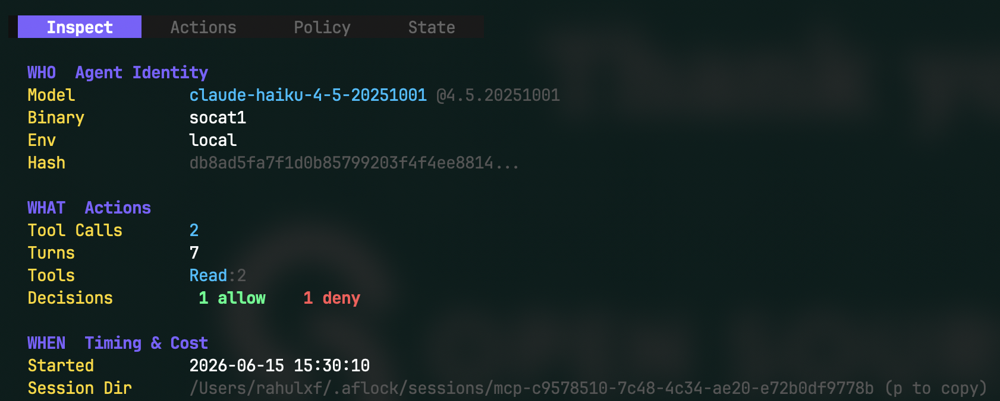 Inspect Actions Policy State
WHO Agent Identity
Model claude-haiku-4-5-20251001 @4.5.20251001
Binary socat1
Env local
Hash db8ad5fa7f1d0b85799203f4f4ee8814...
WHAT Actions
Tool Calls 2
Turns 7
Tools Read:2
Decisions 1 allow 1 deny
WHEN Timing & Cost
Started 2026-06-15 15:30:10
Session Dir /Users/rahulxf/.aflock/sessions/mcp-c9578510-7c48-4c34-ae20-e72b0df9778b (p to copy)